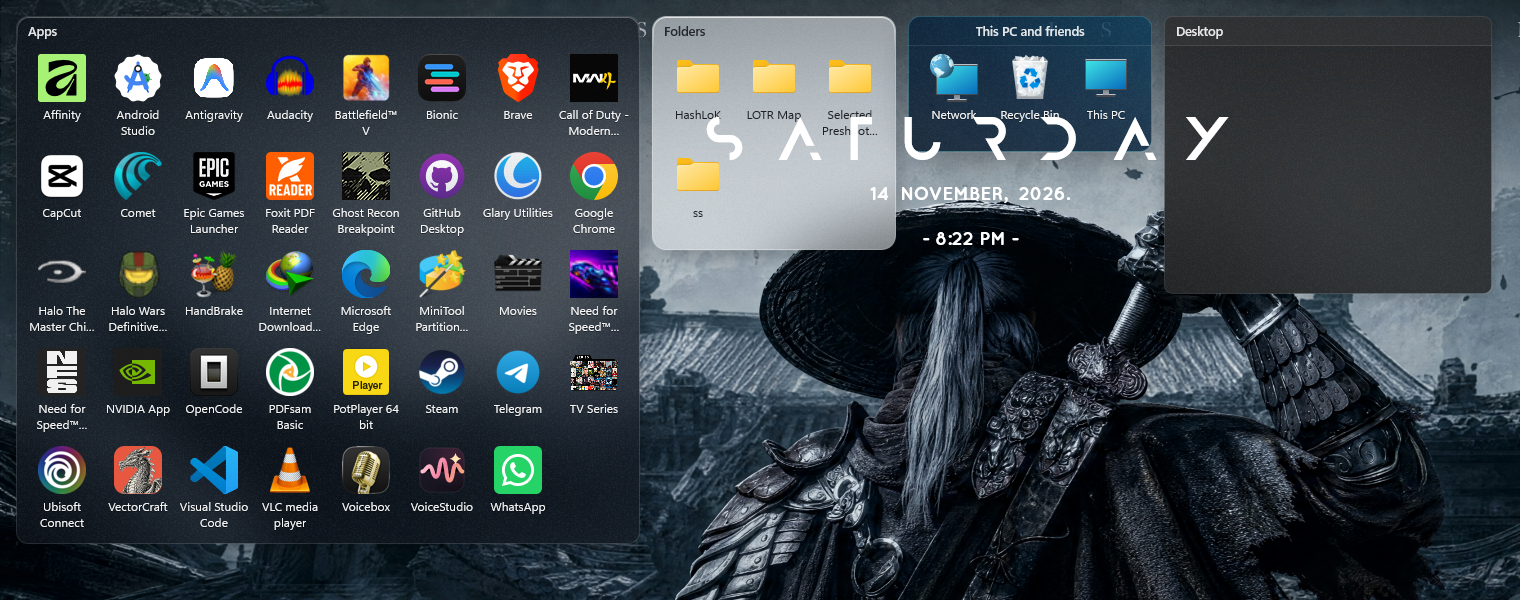 Apps
Affinity
Android
Studio
Antigravity
Audacity
Battlefield™
V
Bionic
Brave
Call of Duty -
Modern...
CapCut
Comet
EPIC
GAMES
Epic Games
Launcher
READER
Foxit PDF
Reader
Ghost Recon
Breakpoint
GitHub
Desktop
Glary Utilities
Google
Chrome
Halo The
Master Chi...
Halo Wars
Definitive...
HandBrake
Internet
Download...
Microsoft
Edge
MiniTool
Partition...
Movies
Need for
Speed™...
Need for
Speed™...
NVIDIA App
OpenCode
PDFsam
Basic
Player
PotPlayer 64
bit
Steam
Telegram
TV Series
Ubisoft
Connect
VectorCraft
Visual Studio
Code
VLC media
player
Voicebox
VoiceStudio
WhatsApp
Folders
HashLoK
LOTR Map
Selected
ss
This PC and friends
Network
Recycle Bin
This PC
Desktop
SATURDAY
14 NOVEMBER, 2026.
- 8:22 PM -